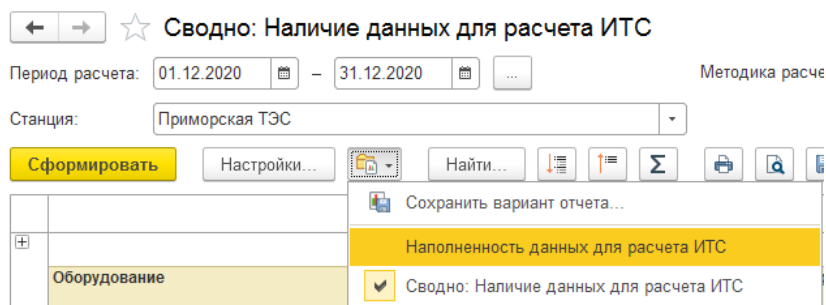 Сводно: Наличие данных для расчета ИТС
Период расчета: 01.12.2020 – 31.12.2020 ... Методика расче
Станция: Приморская ТЭС
Сформировать Настройки... Найти...
Сохранить вариант отчета...
Наполненность данных для расчета ИТС
Оборудование
Сводно: Наличие данных для расчета ИТС